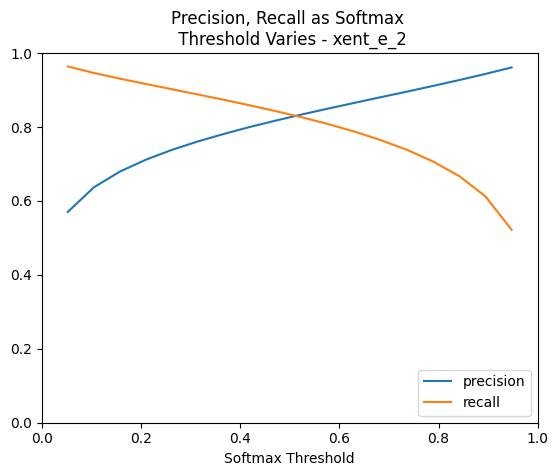 Precision, Recall as Softmax
Threshold Varies - xent_e_2
1.0
0.8
0.6
0.4
0.2
0.0
0.0 0.2 0.4 0.6 0.8 1.0
Softmax Threshold
precision
recall